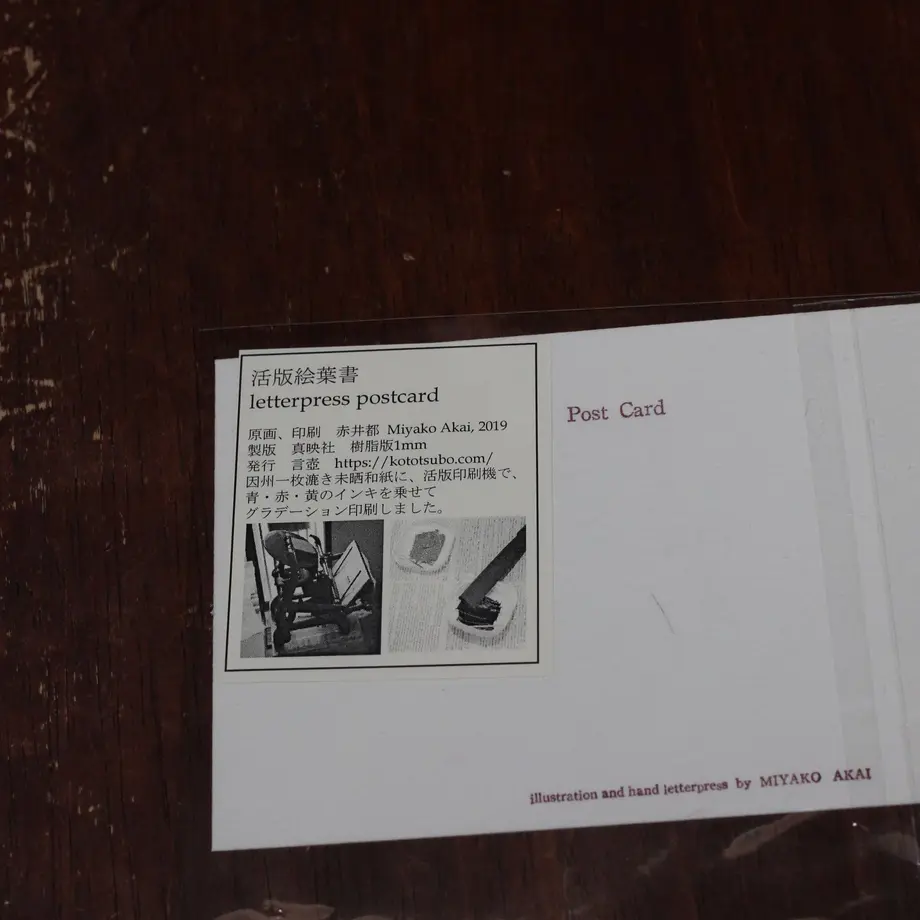 活版絵葉書
letterpress postcard
原画、印刷　赤井都 Miyako Akai, 2019
製版　真映社　樹脂版1mm
発行　言壺　https://kototsubo.com/
因州一枚漉き未晒和紙に、活版印刷機で、
青・赤・黄のインキを乗せて
グラデーション印刷しました。
Post Card
illustration and hand letterpress by MIYAKO AKAI